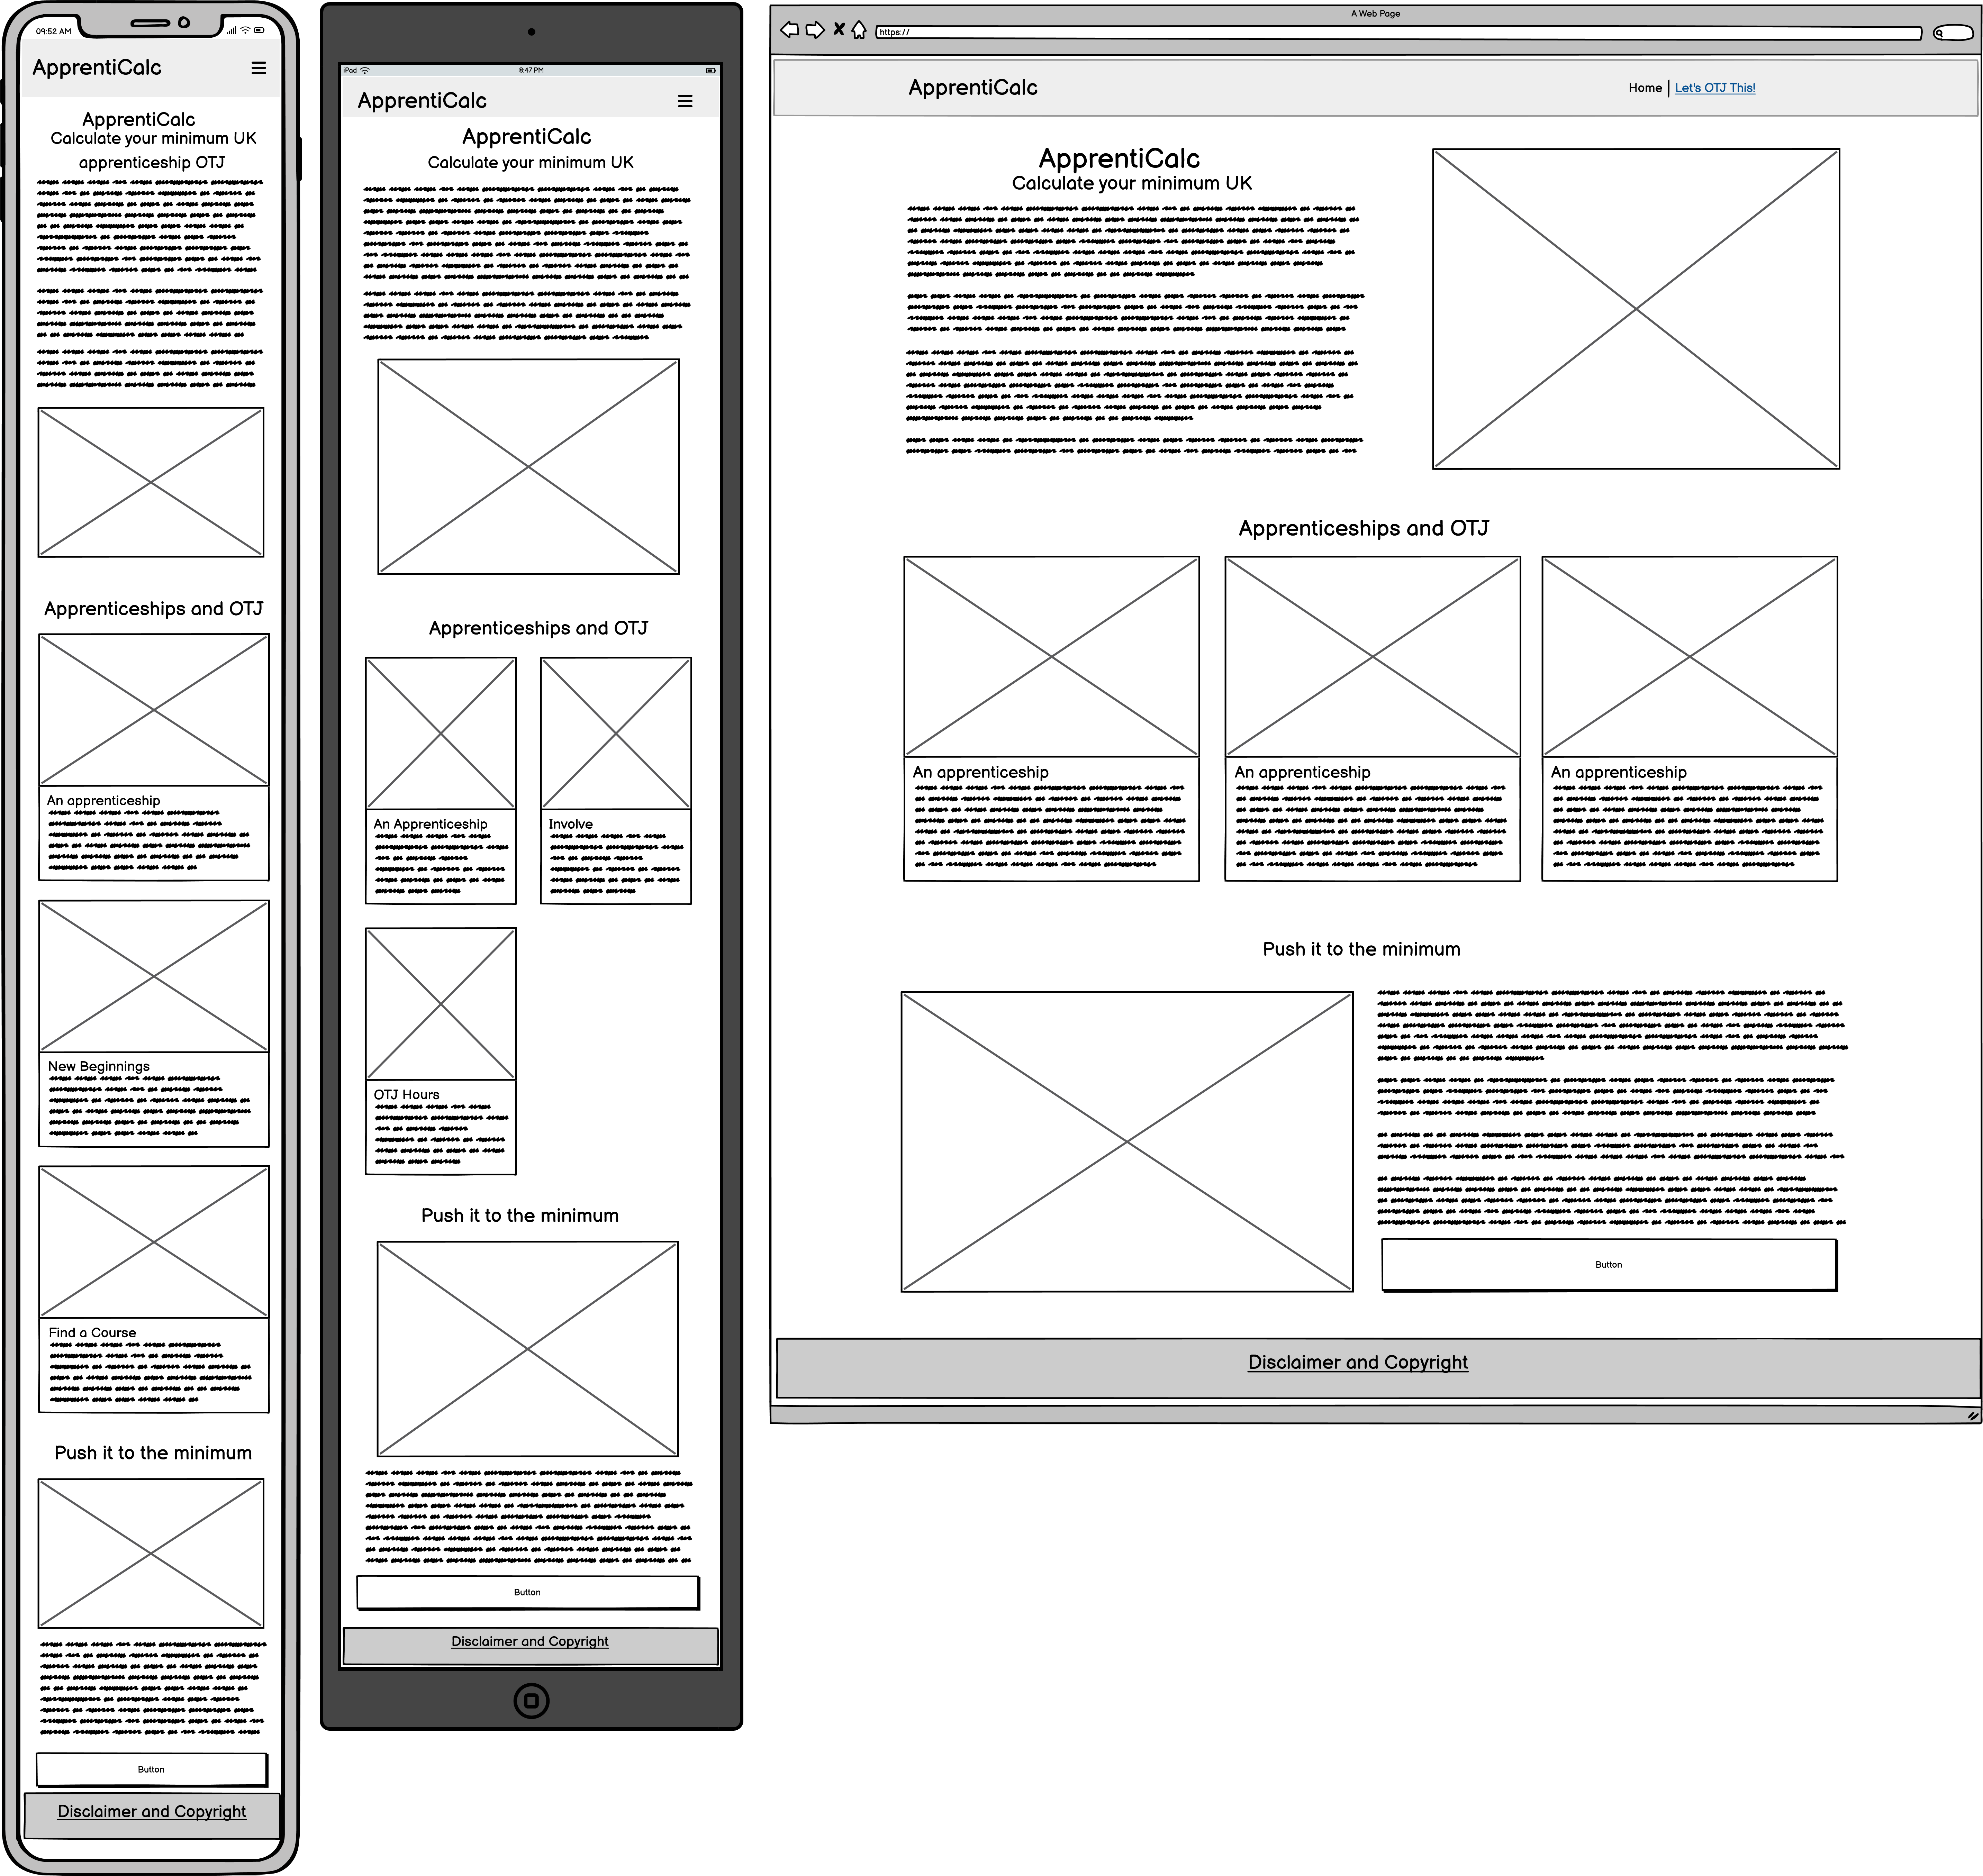 09:52 AM
ApprentiCalc
ApprentiCalc
Calculate your minimum UK
apprenticeship OTJ
Apprenticeships and OTJ
An apprenticeship
New Beginnings
Find a Course
Push it to the minimum
Button
Disclaimer and Copyright
iPad
8:47 PM
ApprentiCalc
ApprentiCalc
Calculate your minimum UK
Apprenticeships and OTJ
An Apprenticeship
Involve
OTJ Hours
Push it to the minimum
Button
Disclaimer and Copyright
A Web Page
https://
ApprentiCalc
Home | Let's OTJ This!
ApprentiCalc
Calculate your minimum UK
Apprenticeships and OTJ
An apprenticeship
An apprenticeship
An apprenticeship
Push it to the minimum
Button
Disclaimer and Copyright